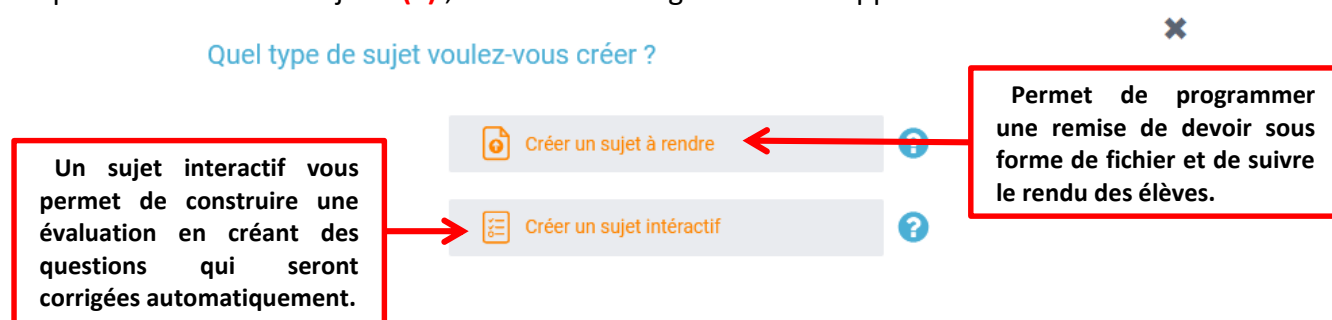 (
Quel type de sujet voulez-vous créer ?
Créer un sujet à rendre
Permet de programmer
une remise de devoir sous
forme de fichier et de suivre
le rendu des élèves.
Un sujet interactif vous
permet de construire une
évaluation en créant des
questions qui seront
corrigées automatiquement.
Créer un sujet intéractif